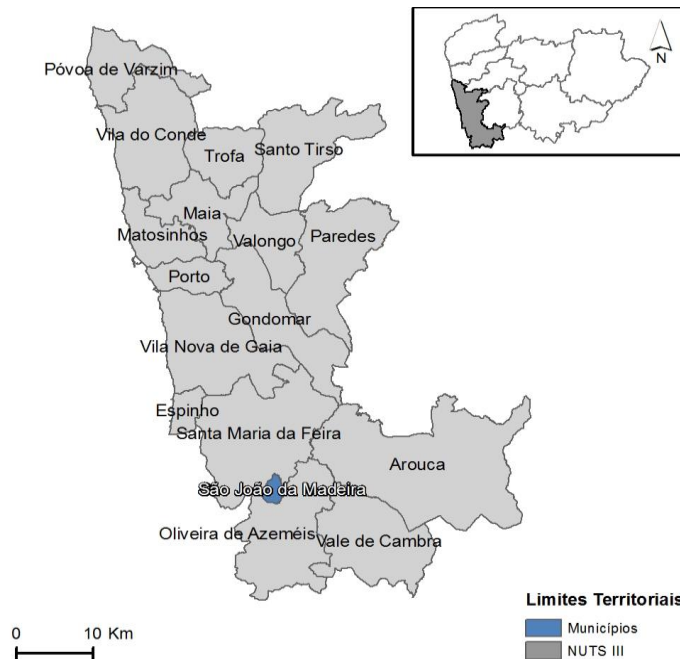 N
Póvoa de Varzim
Vila do Conde
Trofa
Santo Tirso
Maia
Matosinhos
Valongo
Paredes
Porto
Gondomar
Vila Nova de Gaia
Espinho
Santa Maria da Feira
Arouca
São João da Madeira
Oliveira de Azeméis
Vale de Cambra
Limites Territoriais
Municípios
NUTS III
0 10 Km